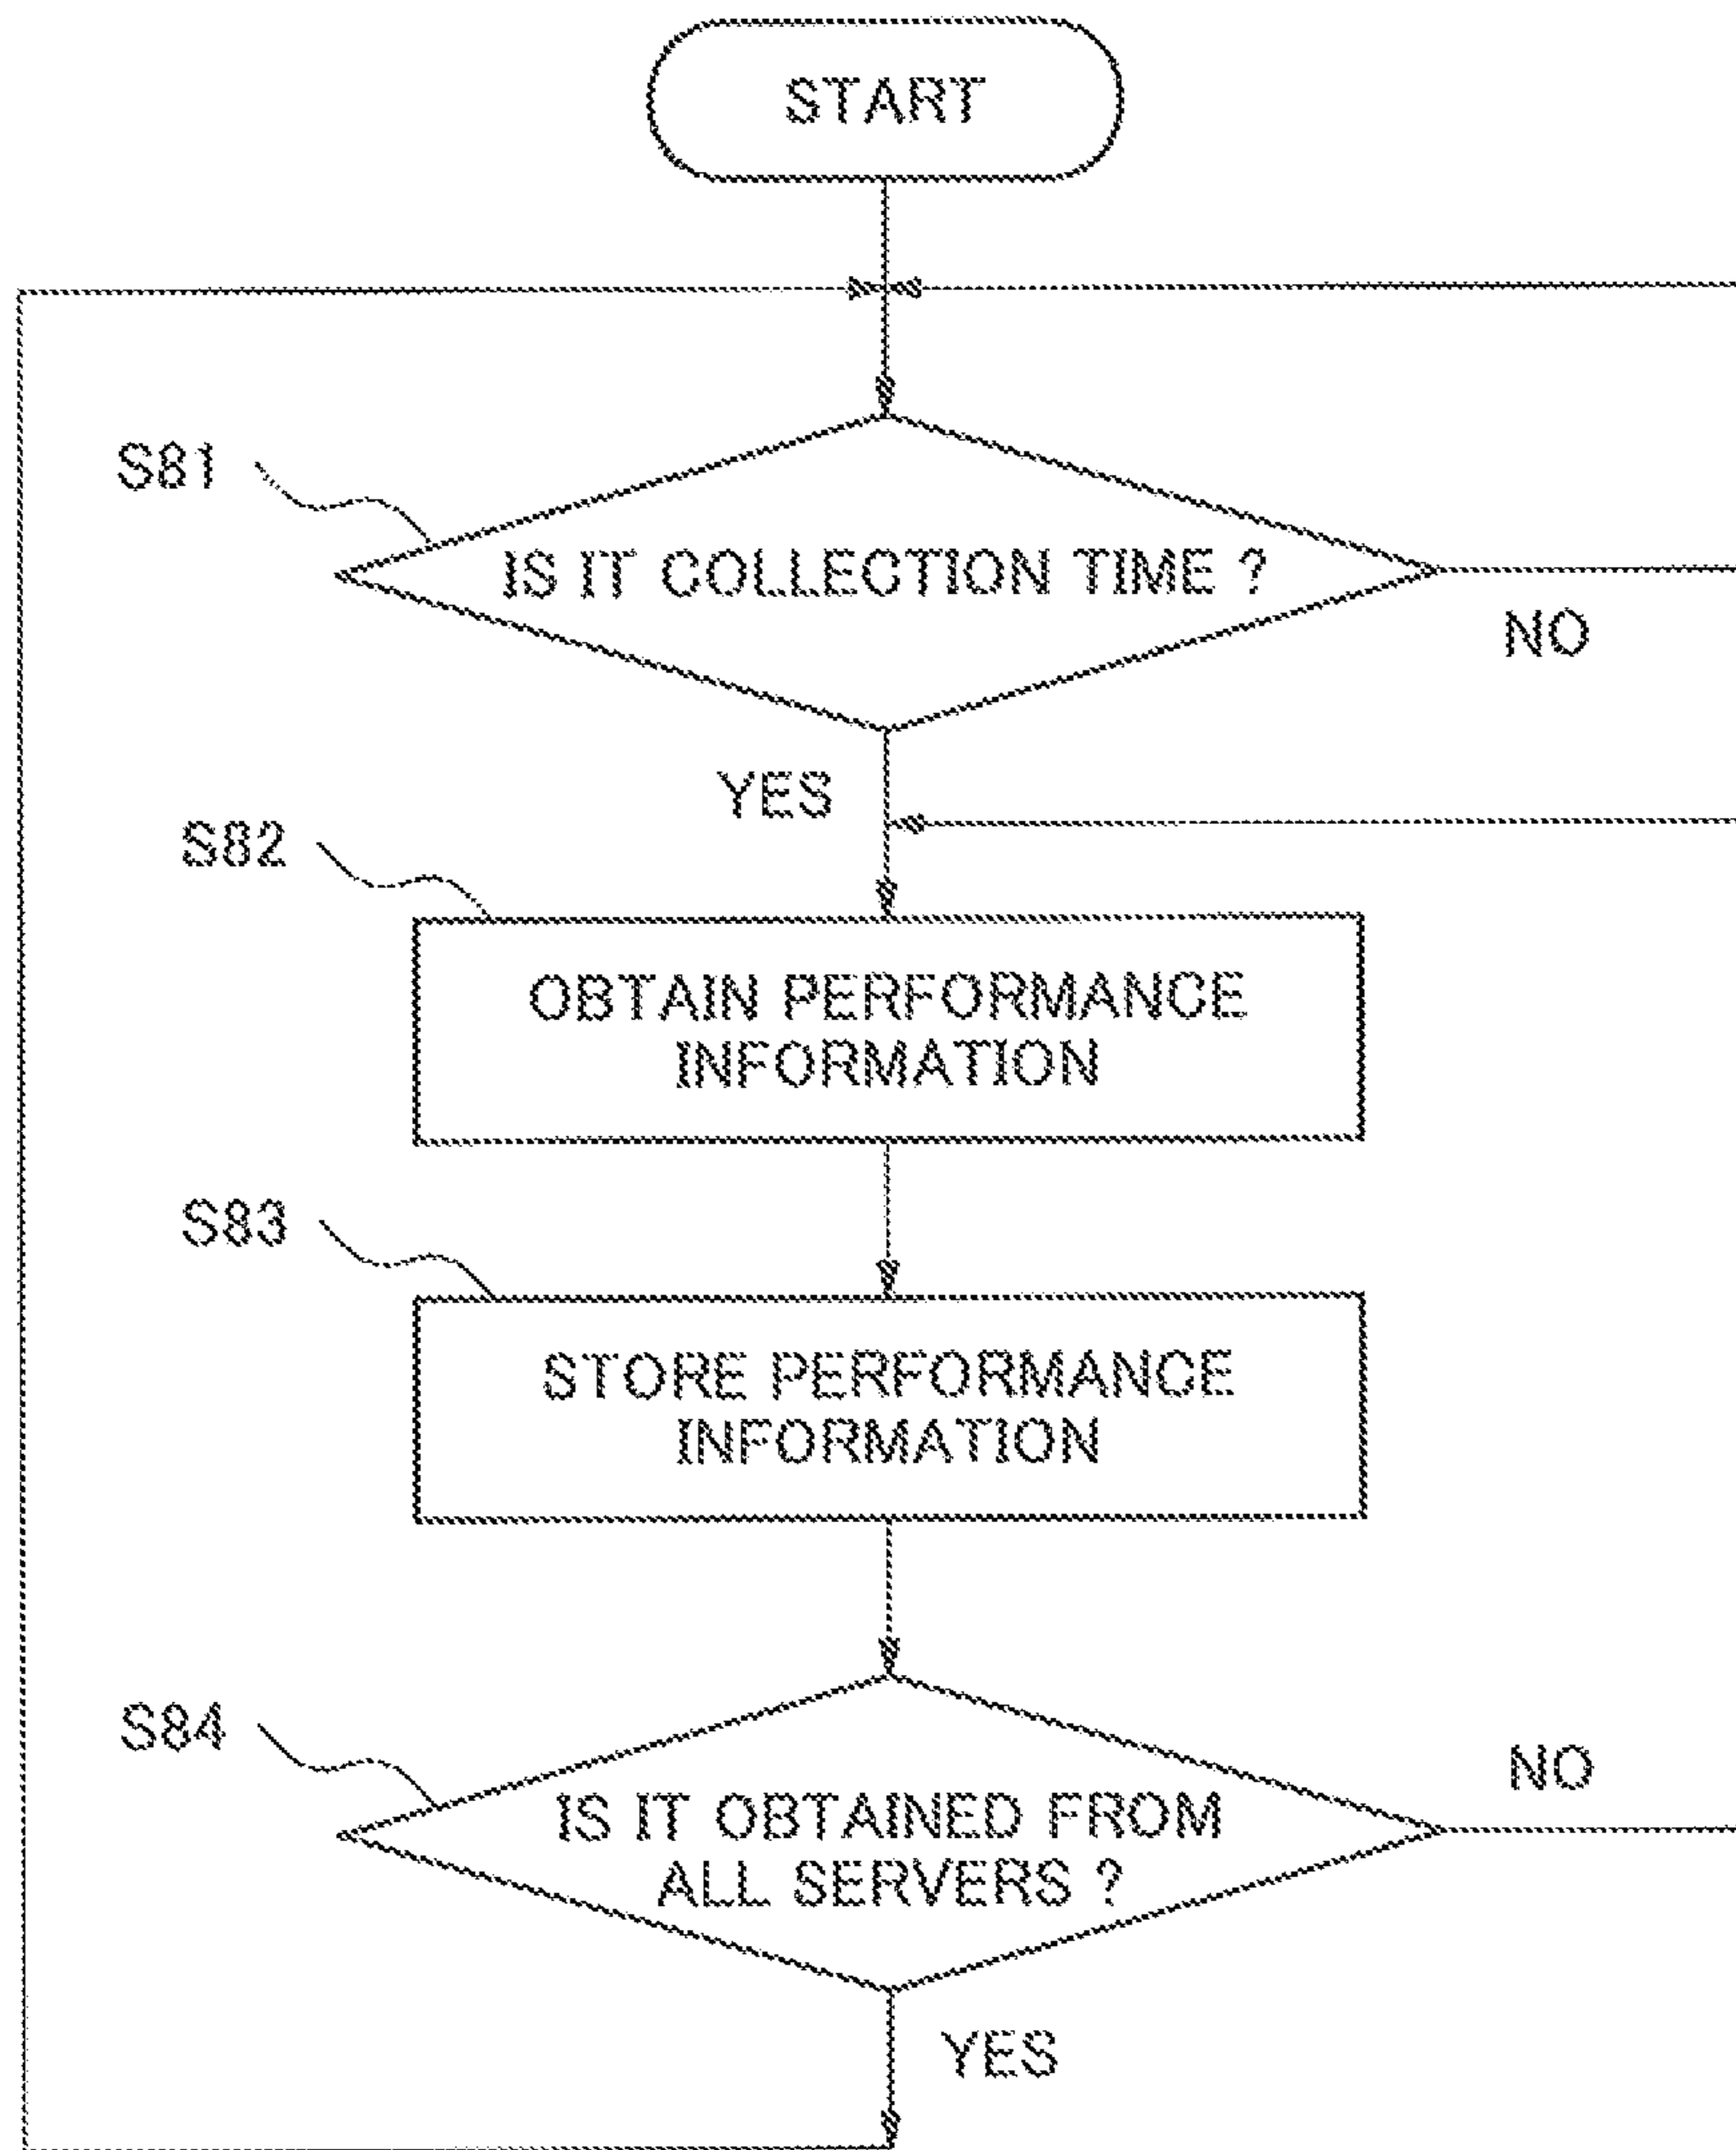 START
S81
IS IT COLLECTION TIME ?
NO
YES
S82
OBTAIN PERFORMANCE
INFORMATION
S83
STORE PERFORMANCE
INFORMATION
S84
NO
IS IT OBTAINED FROM
ALL SERVERS ?
YES